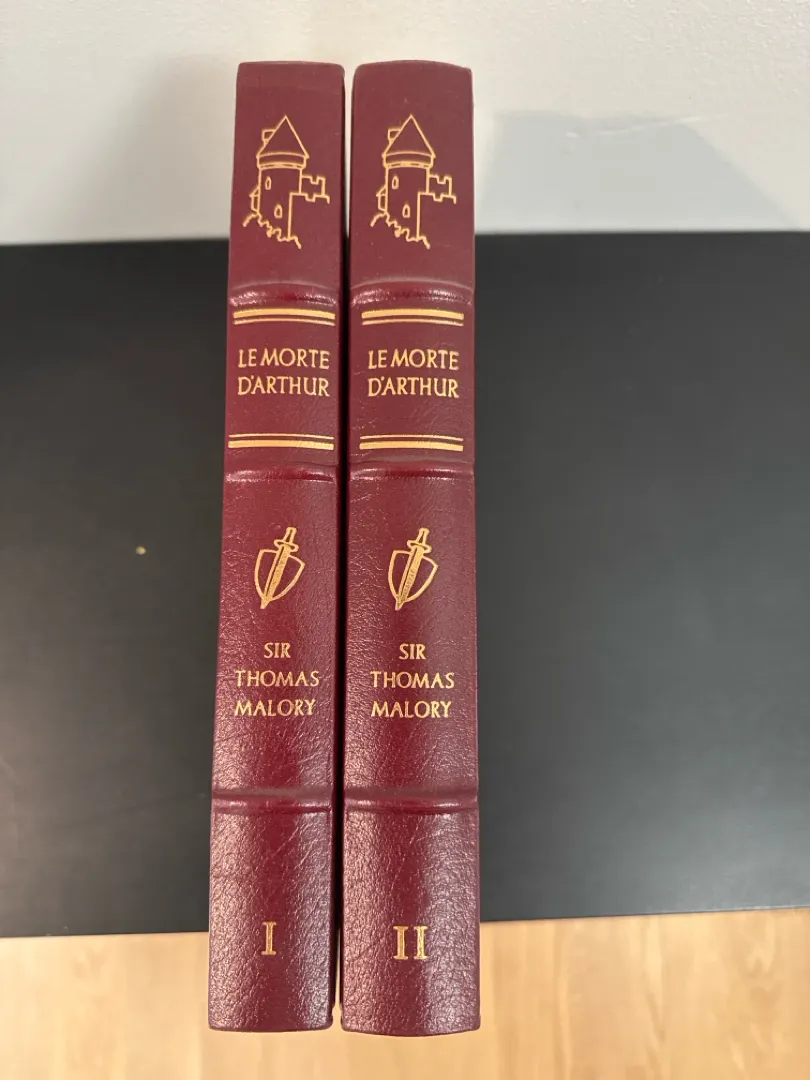 LE MORTE
D'ARTHUR
SIR
THOMAS
MALORY
I
LE MORTE
D'ARTHUR
SIR
THOMAS
MALORY
II